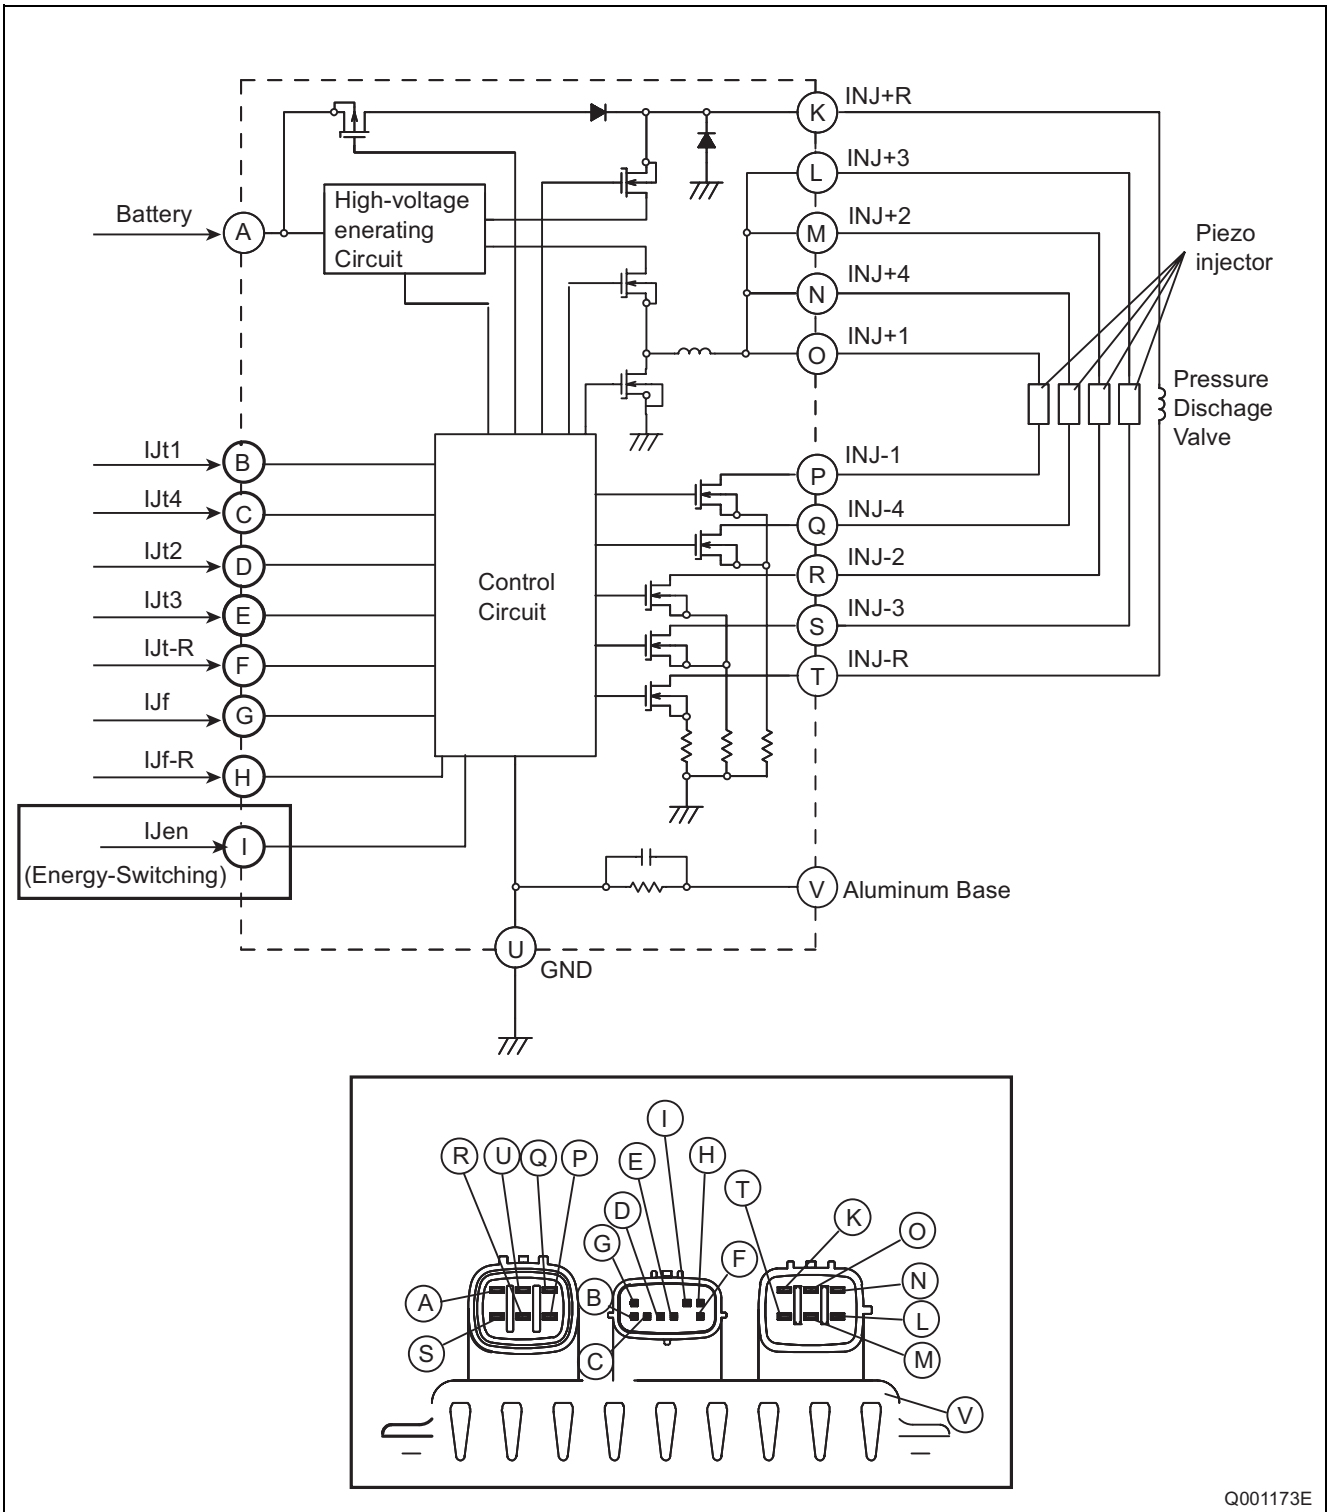 INJ+R
K
INJ+3
L
High-voltage
enerating
Circuit
Battery
A
INJ+2
M
Piezo
injector
INJ+4
N
INJ+1
O
Pressure
Dischage
Valve
IJt1
B
INJ-1
P
IJt4
C
INJ-4
Q
IJt2
D
INJ-2
R
Control
Circuit
IJt3
E
INJ-3
S
IJt-R
F
INJ-R
T
IJf
G
IJf-R
H
IJen
I
(Energy-Switching)
V
Aluminum Base
U
GND
I
R
U
Q
P
E
H
T
D
K
O
G
F
N
A
B
L
S
C
M
V
Q001173E